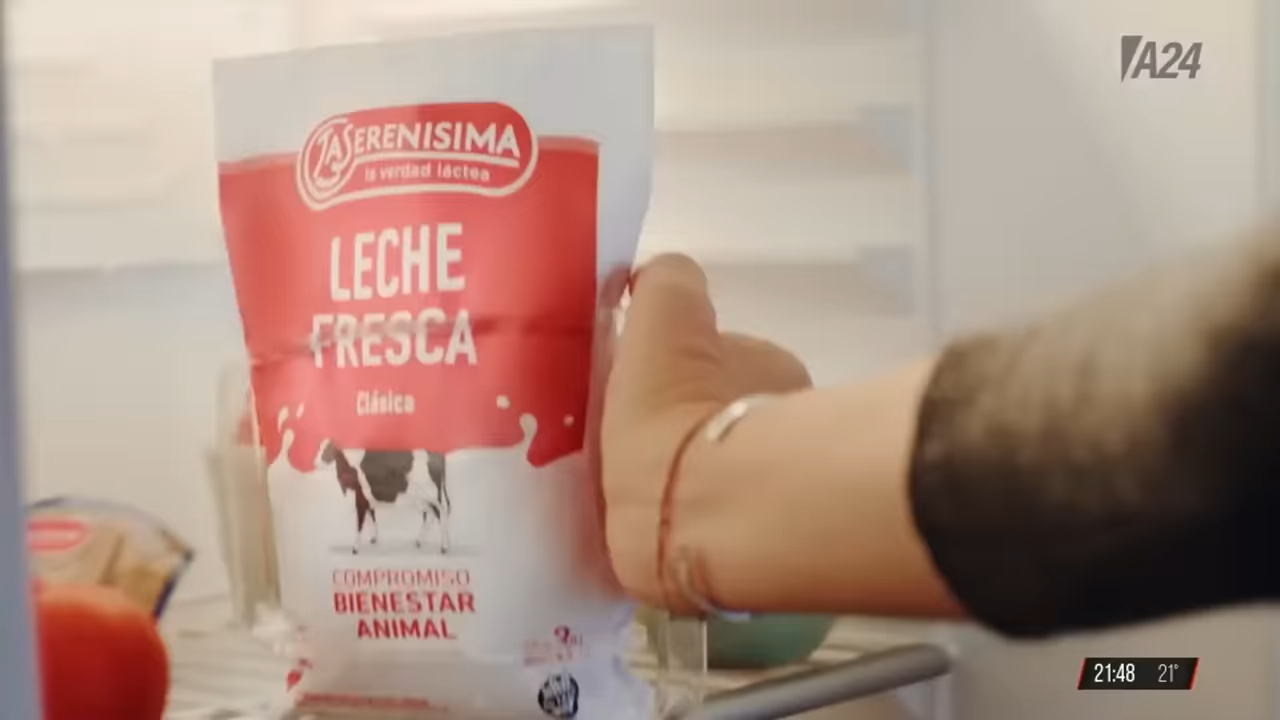 A24
LA SERENISIMA
la verdad láctea
LECHE
FRESCA
Clásica
COMPROMISO
BIENESTAR
ANIMAL
21:48 21°